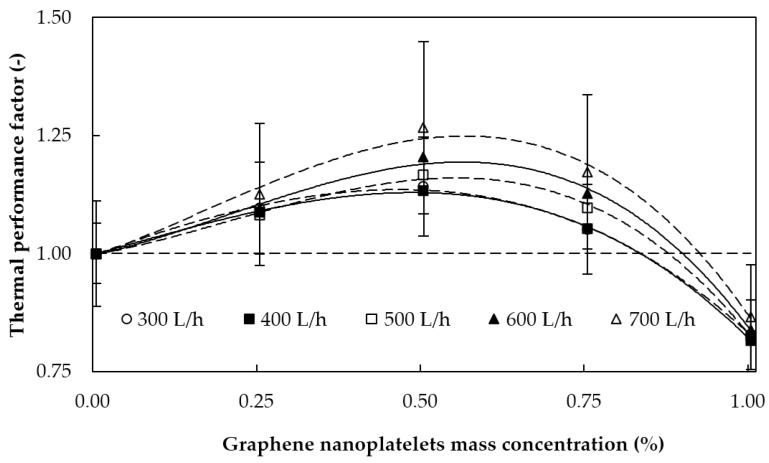 1.50
1.25
1.00
0.75
Thermal performance factor (-)
300 L/h 400 L/h 500 L/h 600 L/h 700 L/h
0.00 0.25 0.50 0.75 1.00
Graphene nanoplatelets mass concentration (%)